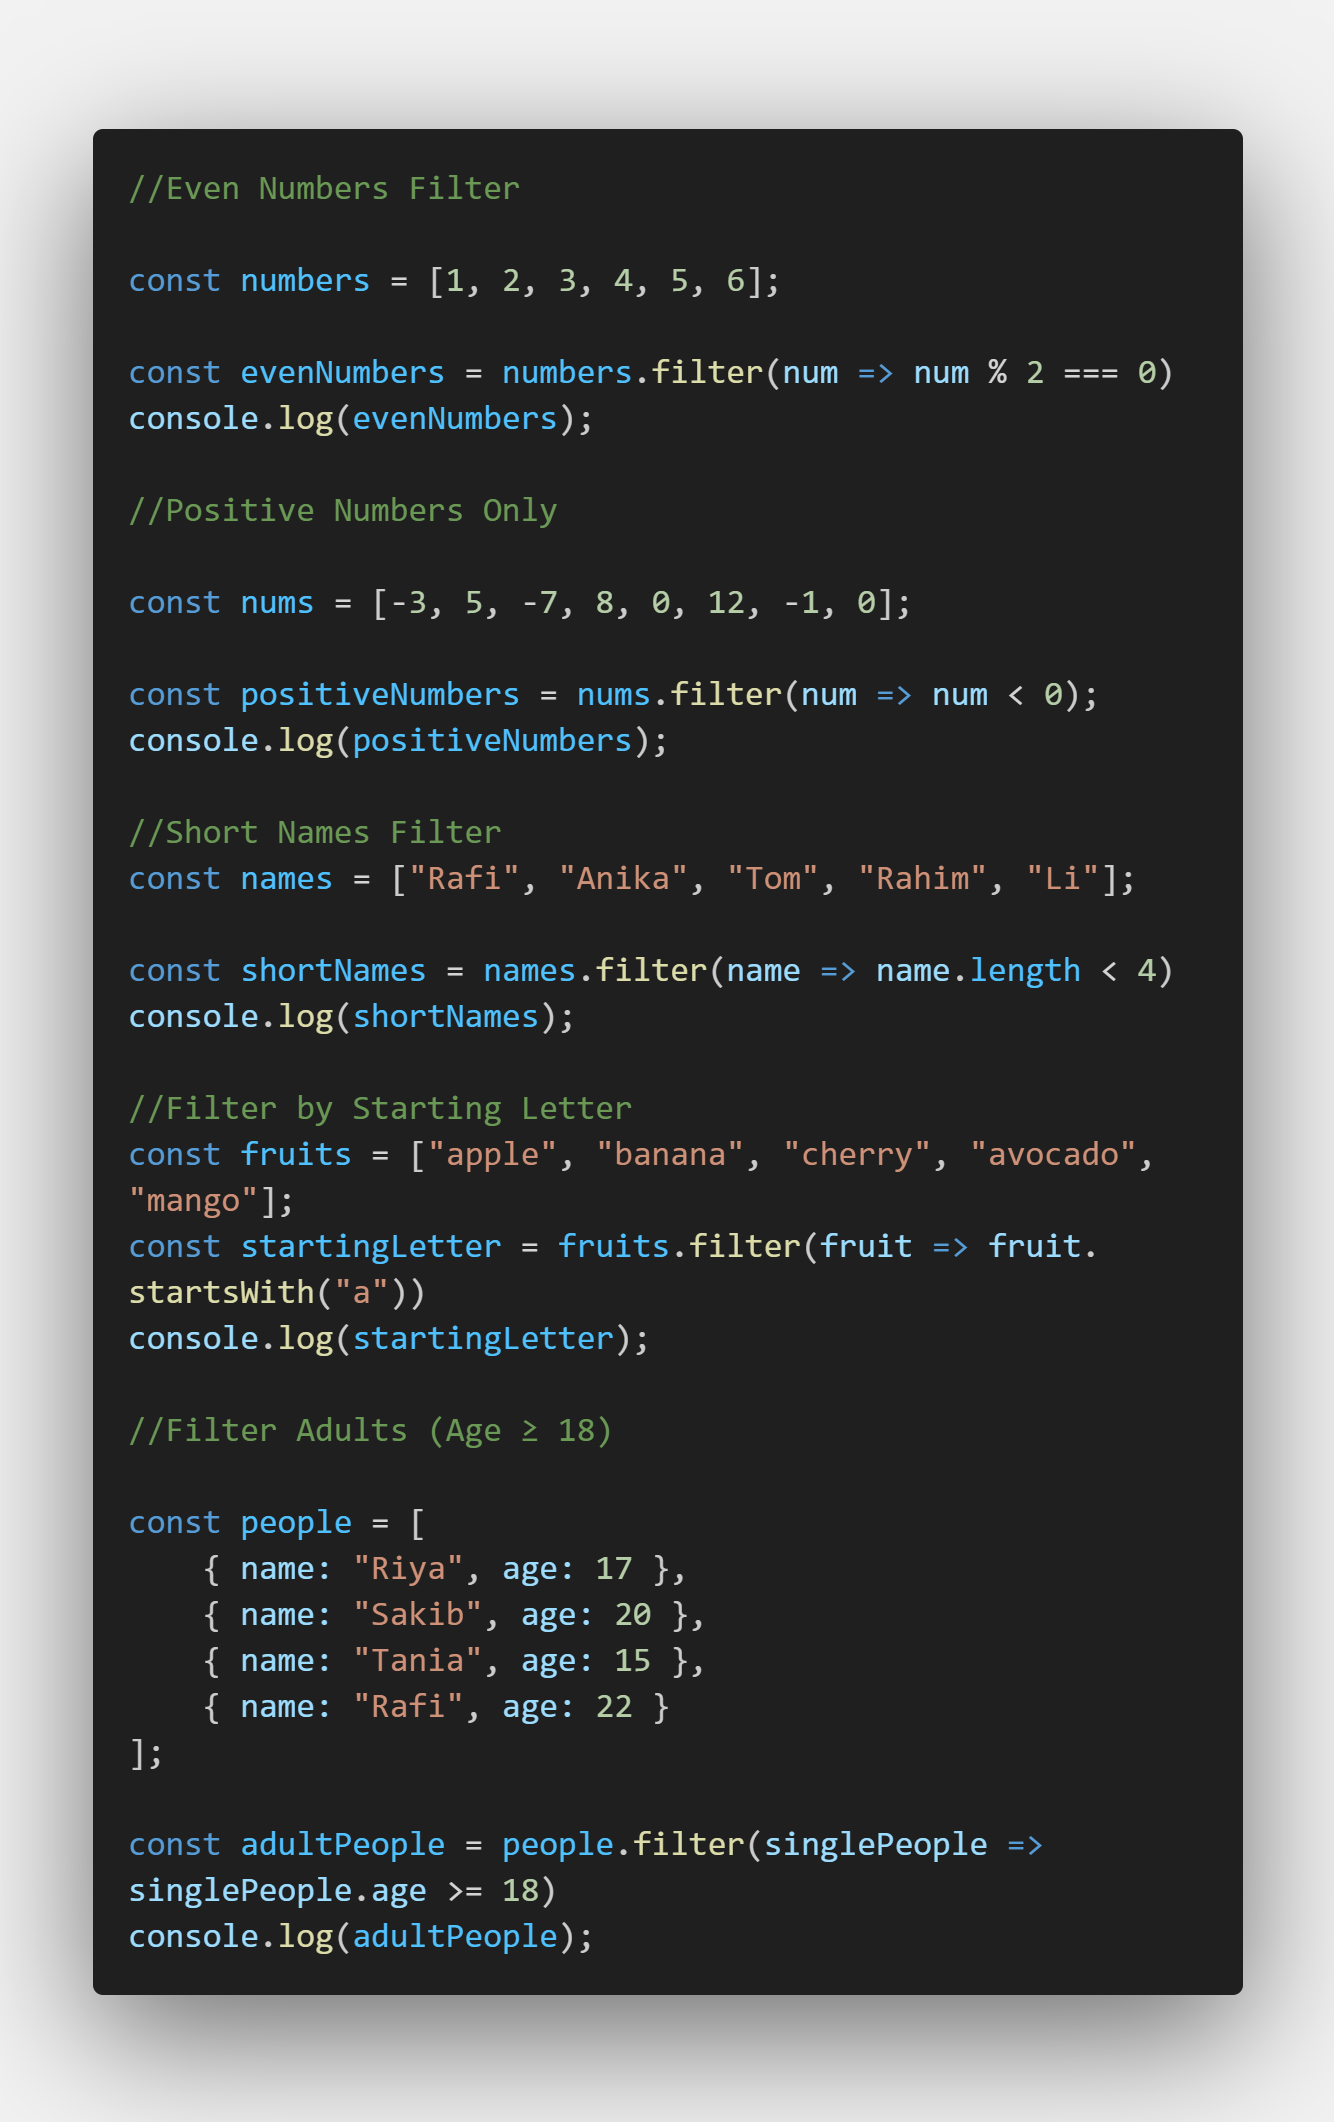 //Even Numbers Filter
const numbers = [1, 2, 3, 4, 5, 6];
const evenNumbers = numbers.filter(num => num % 2 === 0)
console.log(evenNumbers);
//Positive Numbers Only
const nums = [-3, 5, -7, 8, 0, 12, -1, 0];
const positiveNumbers = nums.filter(num => num < 0);
console.log(positiveNumbers);
//Short Names Filter
const names = ["Rafi", "Anika", "Tom", "Rahim", "Li"];
const shortNames = names.filter(name => name.length < 4)
console.log(shortNames);
//Filter by Starting Letter
const fruits = ["apple", "banana", "cherry", "avocado",
"mango"];
const startingLetter = fruits.filter(fruit => fruit.
startsWith("a"))
console.log(startingLetter);
//Filter Adults (Age ≥ 18)
const people = [
    { name: "Riya", age: 17 },
    { name: "Sakib", age: 20 },
    { name: "Tania", age: 15 },
    { name: "Rafi", age: 22 }
];
const adultPeople = people.filter(singlePeople =>
singlePeople.age >= 18)
console.log(adultPeople);